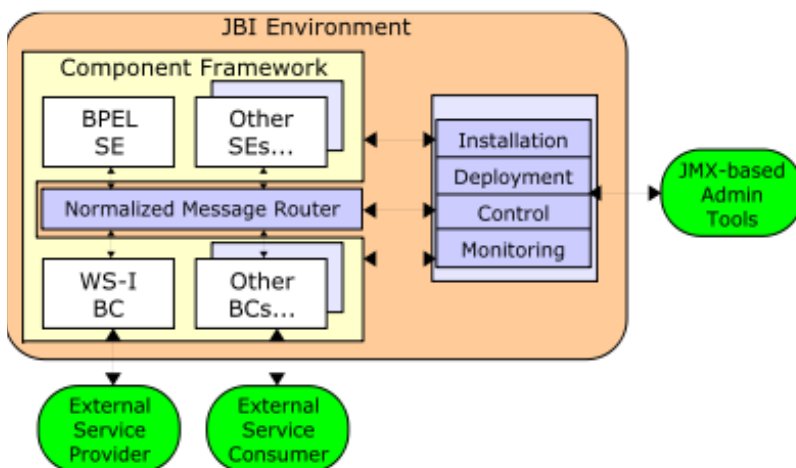 JBI Environment
Component Framework
BPEL
SE
Other
SEs...
Normalized Message Router
WS-I
BC
Other
BCs...
Installation
Deployment
Control
Monitoring
JMX-based
Admin
Tools
External
Service
Provider
External
Service
Consumer